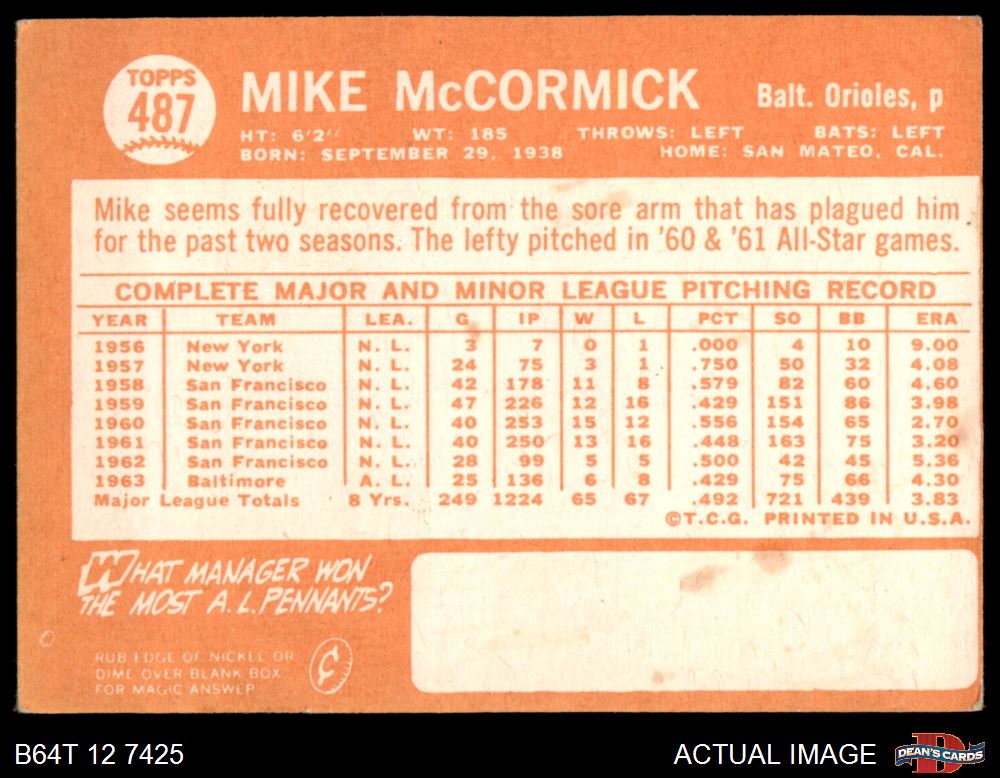 TOPPS
487
MIKE McCORMICK Balt. Orioles, p
HT: 6'2" WT: 185 THROWS: LEFT BATS: LEFT
BORN: SEPTEMBER 29, 1938 HOME: SAN MATEO, CAL.
Mike seems fully recovered from the sore arm that has plagued him
for the past two seasons. The lefty pitched in '60 & '61 All-Star games.
COMPLETE MAJOR AND MINOR LEAGUE PITCHING RECORD
YEAR TEAM LEA. G IP W L PCT SO BB ERA
1956 New York N. L. 3 7 0 1 .000 4 10 9.00
1957 New York N. L. 24 75 3 1 .750 50 32 4.08
1958 San Francisco N. L. 42 178 11 8 .579 82 60 4.60
1959 San Francisco N. L. 47 226 12 16 .429 151 86 3.98
1960 San Francisco N. L. 40 253 15 12 .556 154 65 2.70
1961 San Francisco N. L. 40 250 13 16 .448 163 75 3.20
1962 San Francisco N. L. 28 99 5 5 .500 42 45 5.36
1963 Baltimore A. L. 25 136 6 8 .429 75 66 4.30
Major League Totals 8 Yrs. 249 1224 65 67 .492 721 439 3.83
©T.C.G. PRINTED IN U.S.A.
WHAT MANAGER WON
THE MOST A. L. PENNANTS?
RUB EDGE OF NICKEL OR
DIME OVER BLANK BOX
FOR MAGIC ANSWER
B64T 12 7425 ACTUAL IMAGE DEAN'S CARDS